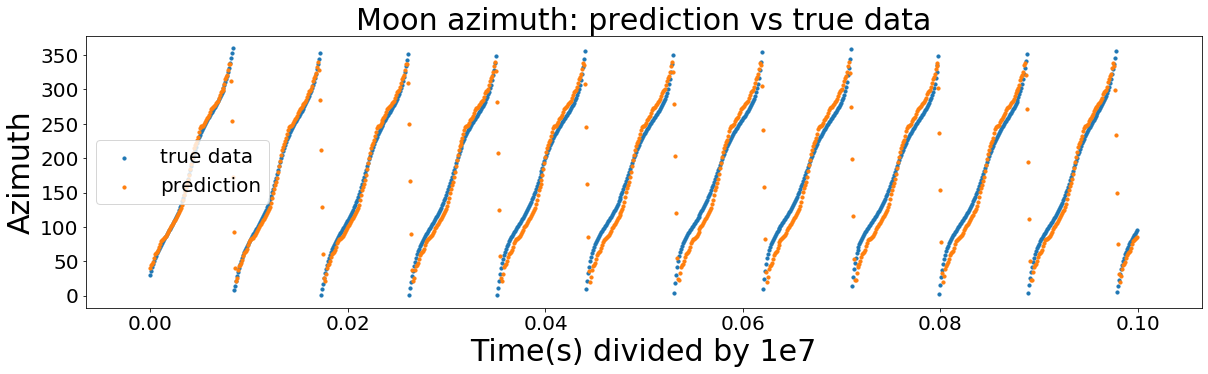 Moon azimuth: prediction vs true data
Azimuth
350
300
250
200
150
100
50
0
true data
prediction
0.00 0.02 0.04 0.06 0.08 0.10
Time(s) divided by 1e7